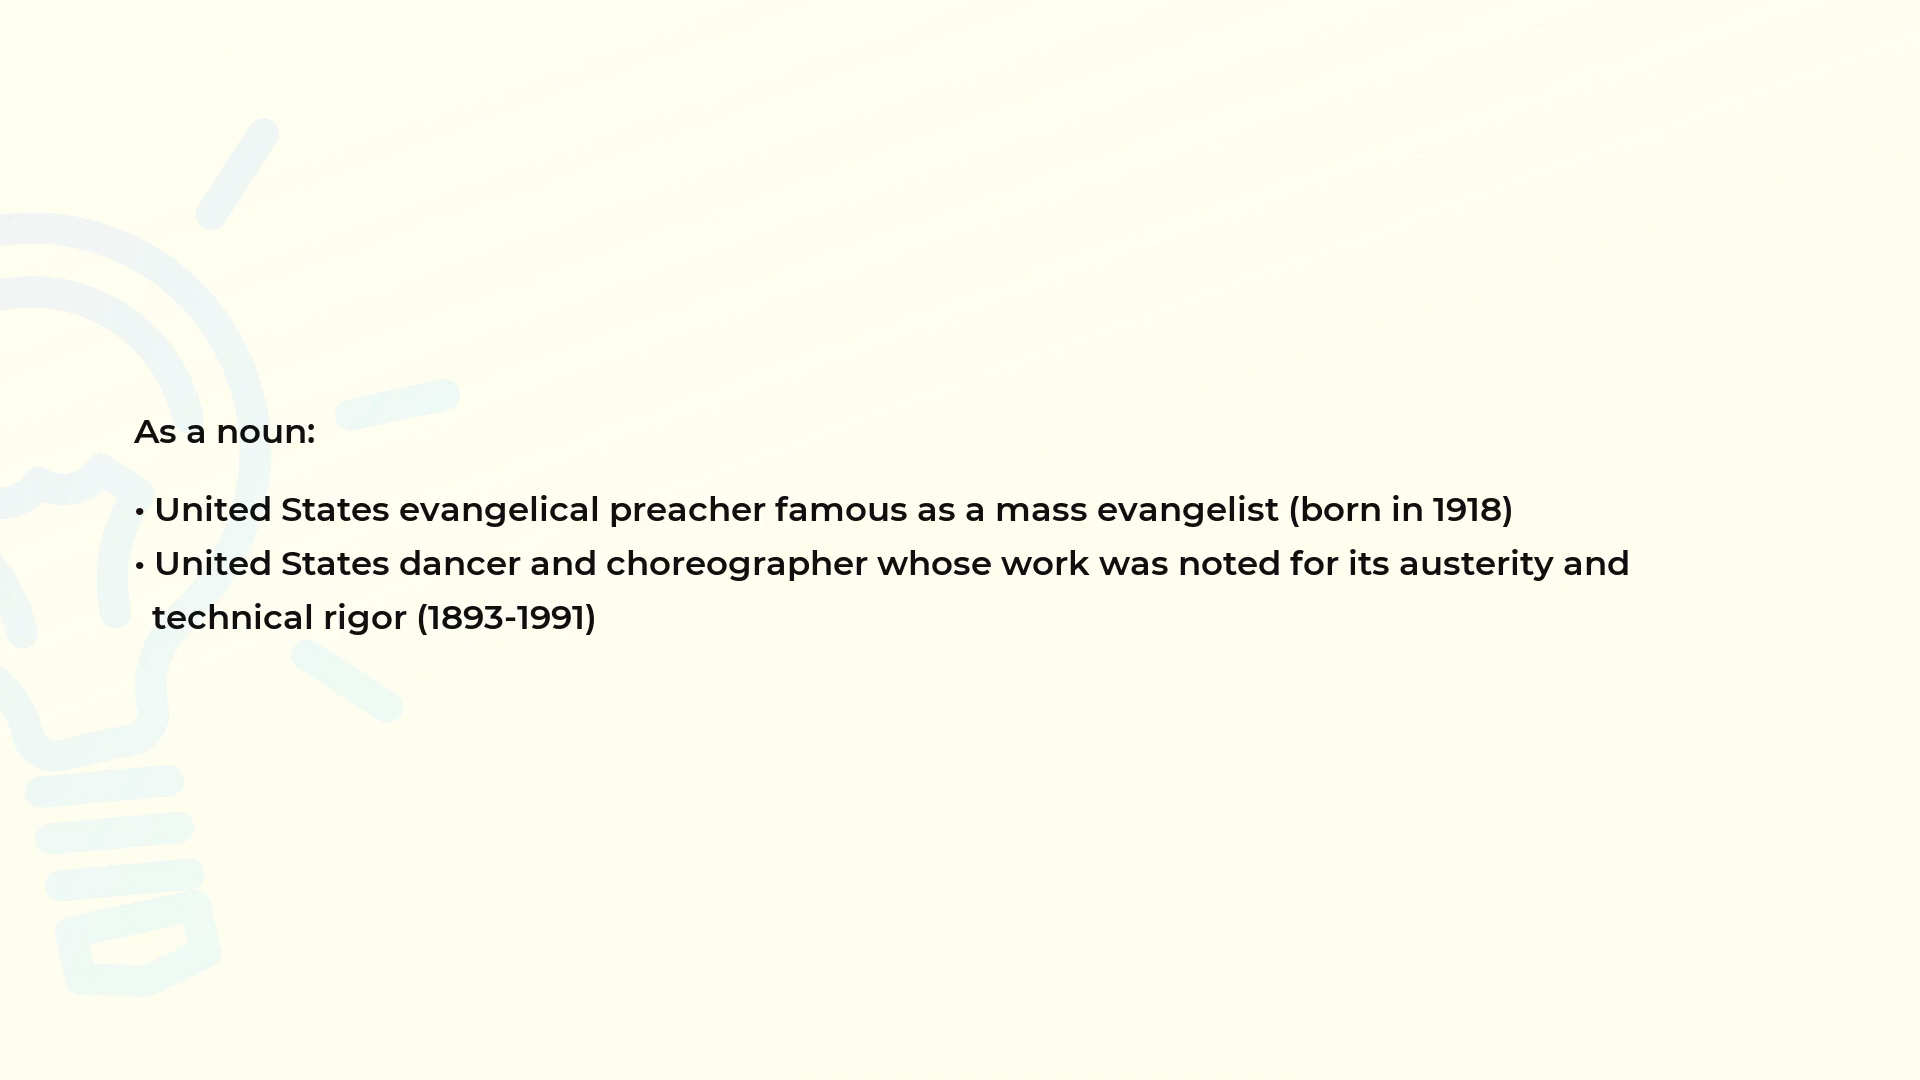 As a noun:
• United States evangelical preacher famous as a mass evangelist (born in 1918)
• United States dancer and choreographer whose work was noted for its austerity and
technical rigor (1893-1991)